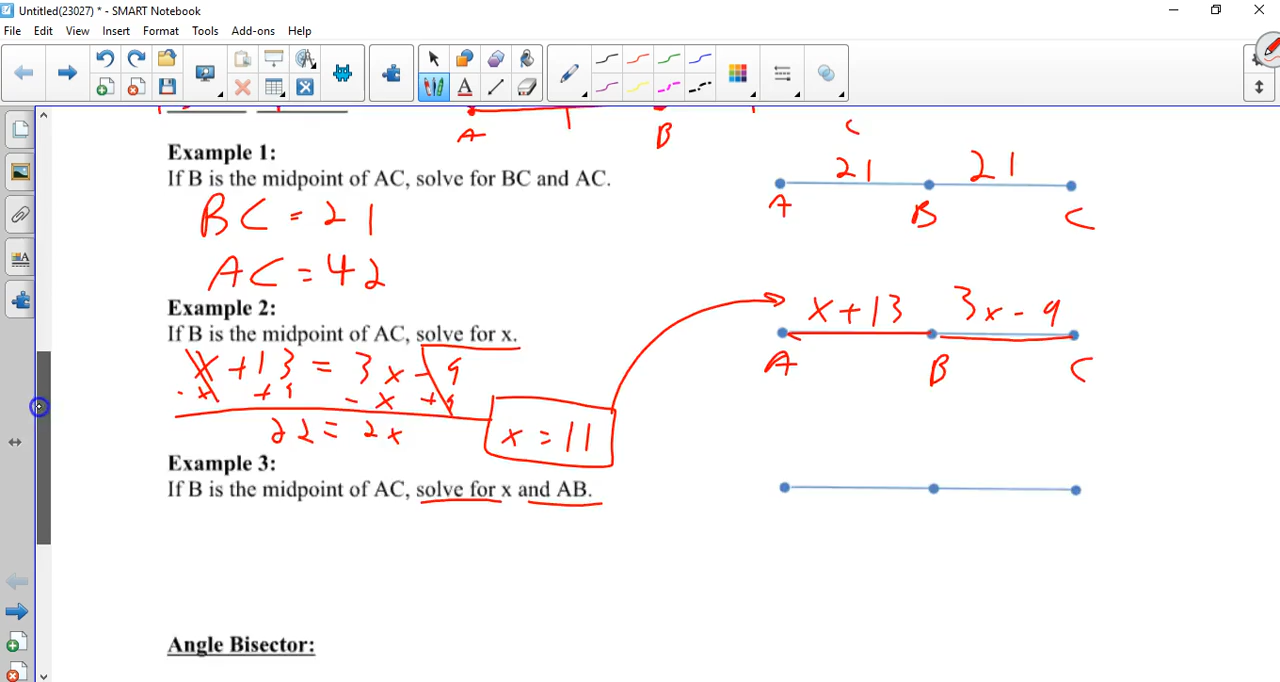 Untitled(23027) * - SMART Notebook
File Edit View Insert Format Tools Add-ons Help
A B C
Example 1:
If B is the midpoint of AC, solve for BC and AC.
21 21
A B C
BC = 21
AC = 42
Example 2:
If B is the midpoint of AC, solve for x.
x + 13 3x - 9
A B C
x + 13 = 3x - 9
- x + 9 - x + 9
22 = 2x
x = 11
Example 3:
If B is the midpoint of AC, solve for x and AB.
Angle Bisector: